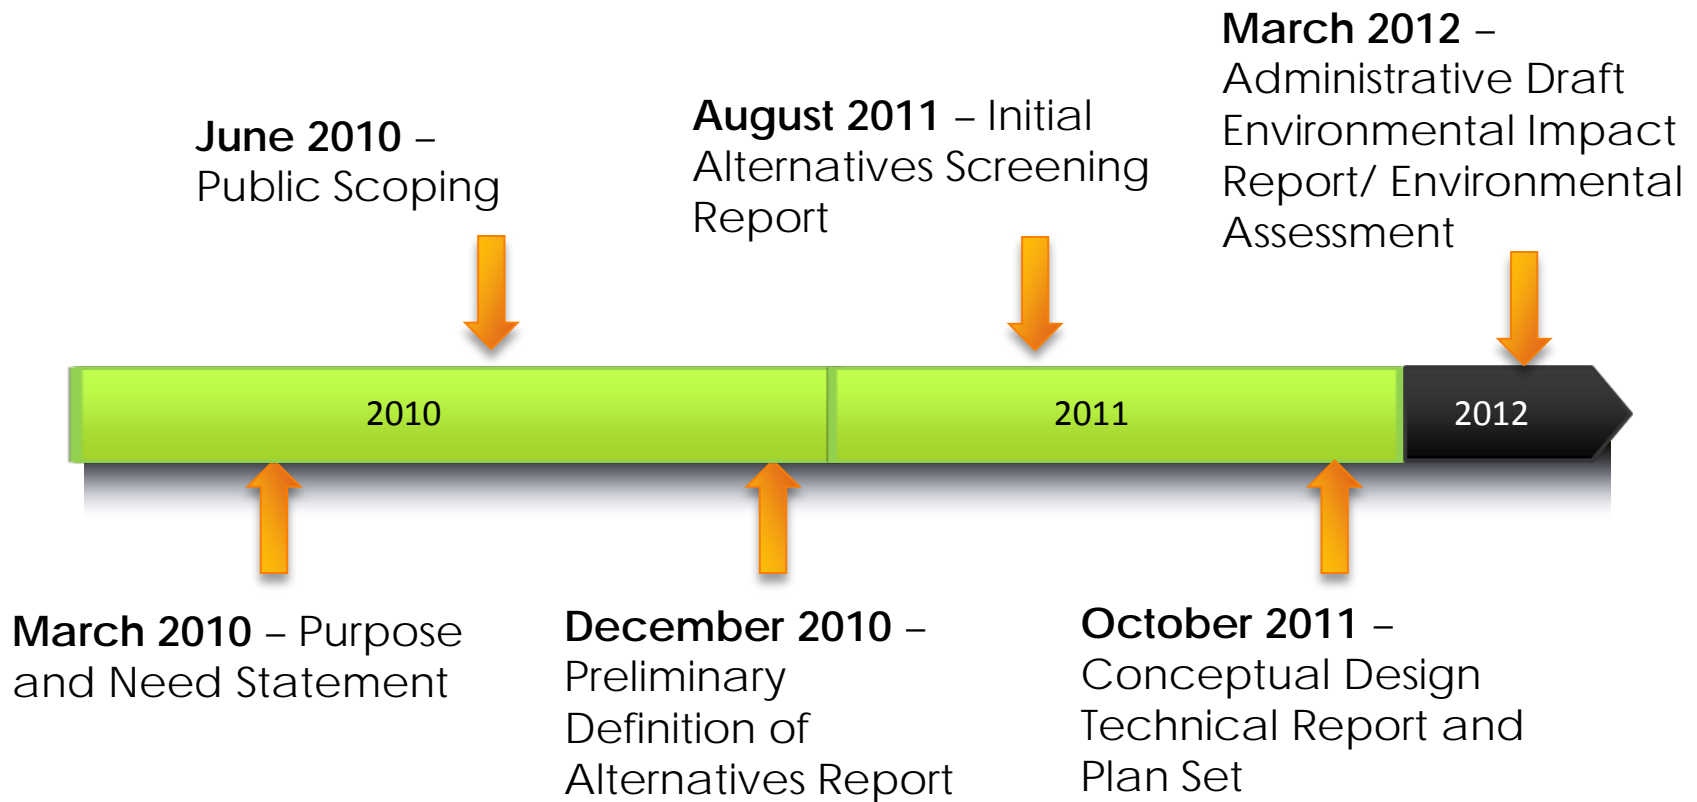 June 2010 –
Public Scoping
August 2011 – Initial
Alternatives Screening
Report
March 2012 –
Administrative Draft
Environmental Impact
Report/ Environmental
Assessment
2010
2011
2012
March 2010 – Purpose
and Need Statement
December 2010 –
Preliminary
Definition of
Alternatives Report
October 2011 –
Conceptual Design
Technical Report and
Plan Set